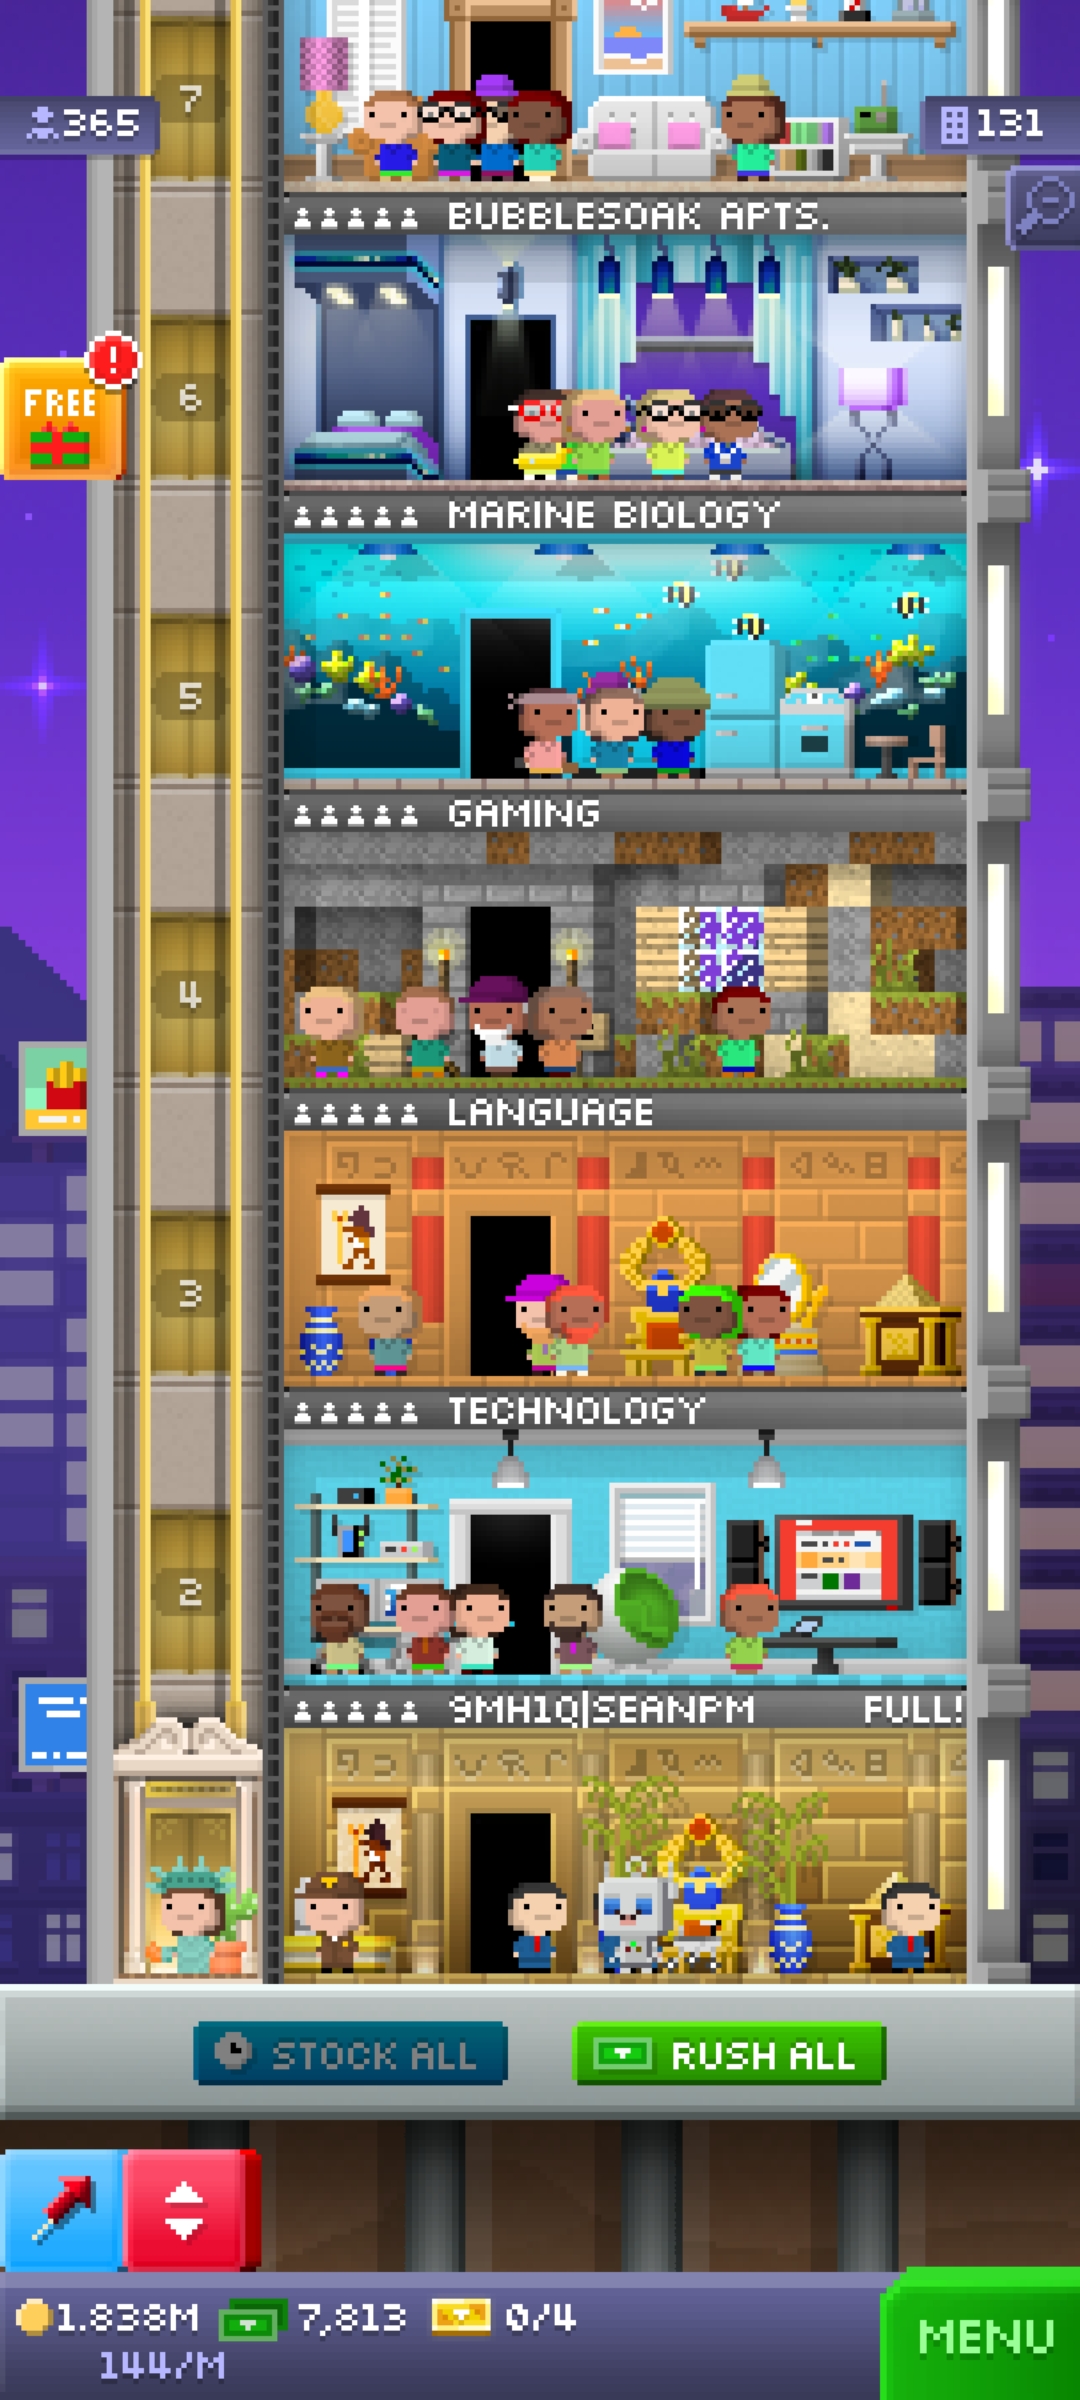 7
365
131
BUBBLESOAK APTS.
FREE
!
6
MARINE BIOLOGY
5
GAMING
4
LANGUAGE
3
TECHNOLOGY
2
9MH1Q|SEANPM FULL!
STOCK ALL
RUSH ALL
1.838M 7,813 0/4
144/M
MENU